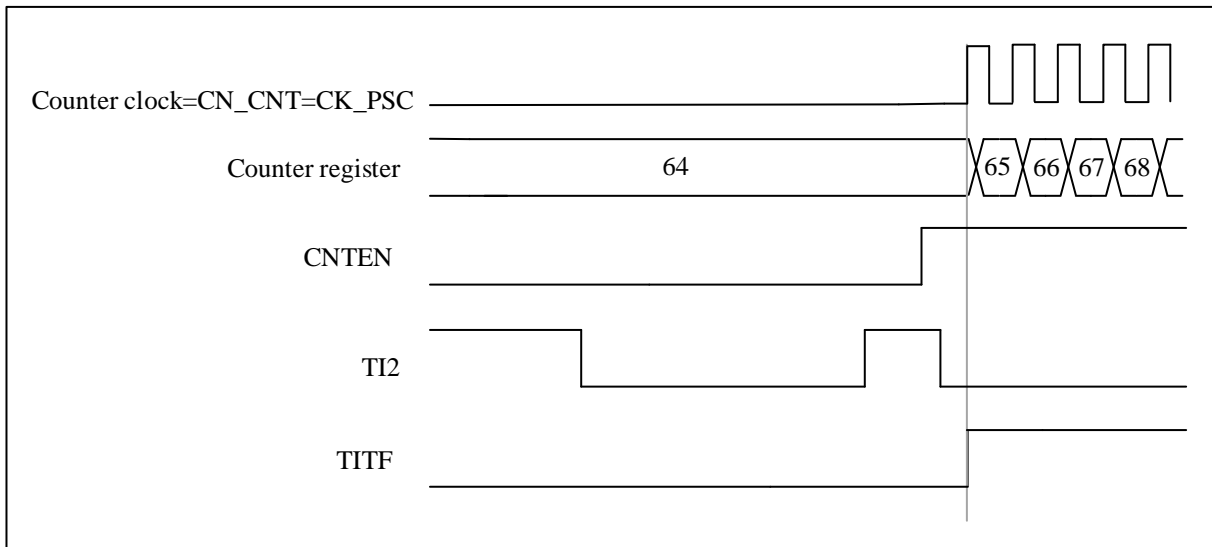 Counter clock=CN_CNT=CK_PSC
Counter register
64
65
66
67
68
CNTEN
TI2
TITF